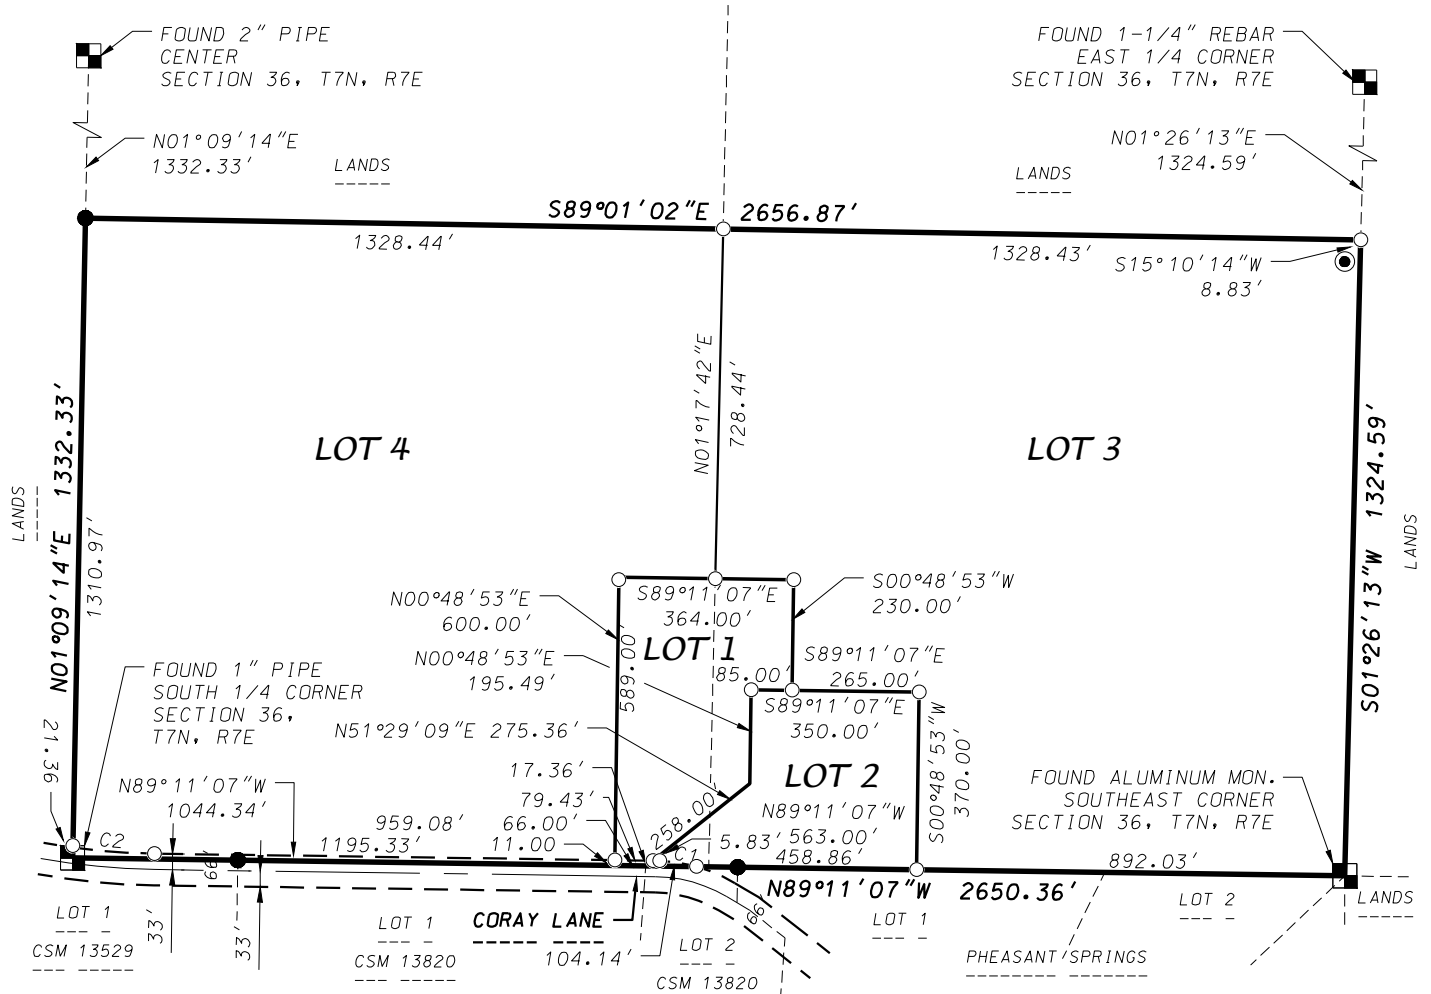 FOUND 2" PIPE
CENTER
SECTION 36, T7N, R7E
FOUND 1-1/4" REBAR
EAST 1/4 CORNER
SECTION 36, T7N, R7E
N01°09'14"E
1332.33'
LANDS
LANDS
N01°26'13"E
1324.59'
S89°01'02"E 2656.87'
1328.44'
1328.43'
S15°10'14"W
8.83'
N01°17'42"E
728.44'
LOT 4
LOT 3
N01°09'14"E 1332.33'
1310.97'
LANDS
S01°26'13"W 1324.59'
LANDS
N00°48'53"E
600.00'
589.00'
S89°11'07"E
364.00'
S00°48'53"W
230.00'
LOT 1
N00°48'53"E
195.49'
85.00'
S89°11'07"E
265.00'
S89°11'07"E
350.00'
FOUND 1" PIPE
SOUTH 1/4 CORNER
SECTION 36,
T7N, R7E
21.36'
N51°29'09"E 275.36'
258.00'
LOT 2
S00°48'53"W
370.00'
FOUND ALUMINUM MON.
SOUTHEAST CORNER
SECTION 36, T7N, R7E
N89°11'07"W
1044.34'
17.36'
79.43'
66.00'
11.00
959.08'
1195.33'
N89°11'07"W
563.00'
5.83'
458.86'
892.03'
C2
C1
66'
33'
33'
66'
N89°11'07"W 2650.36'
LOT 1
CSM 13529
LOT 1
CSM 13820
CORAY LANE
104.14'
LOT 2
CSM 13820
LOT 1
LOT 2
LANDS
PHEASANT SPRINGS